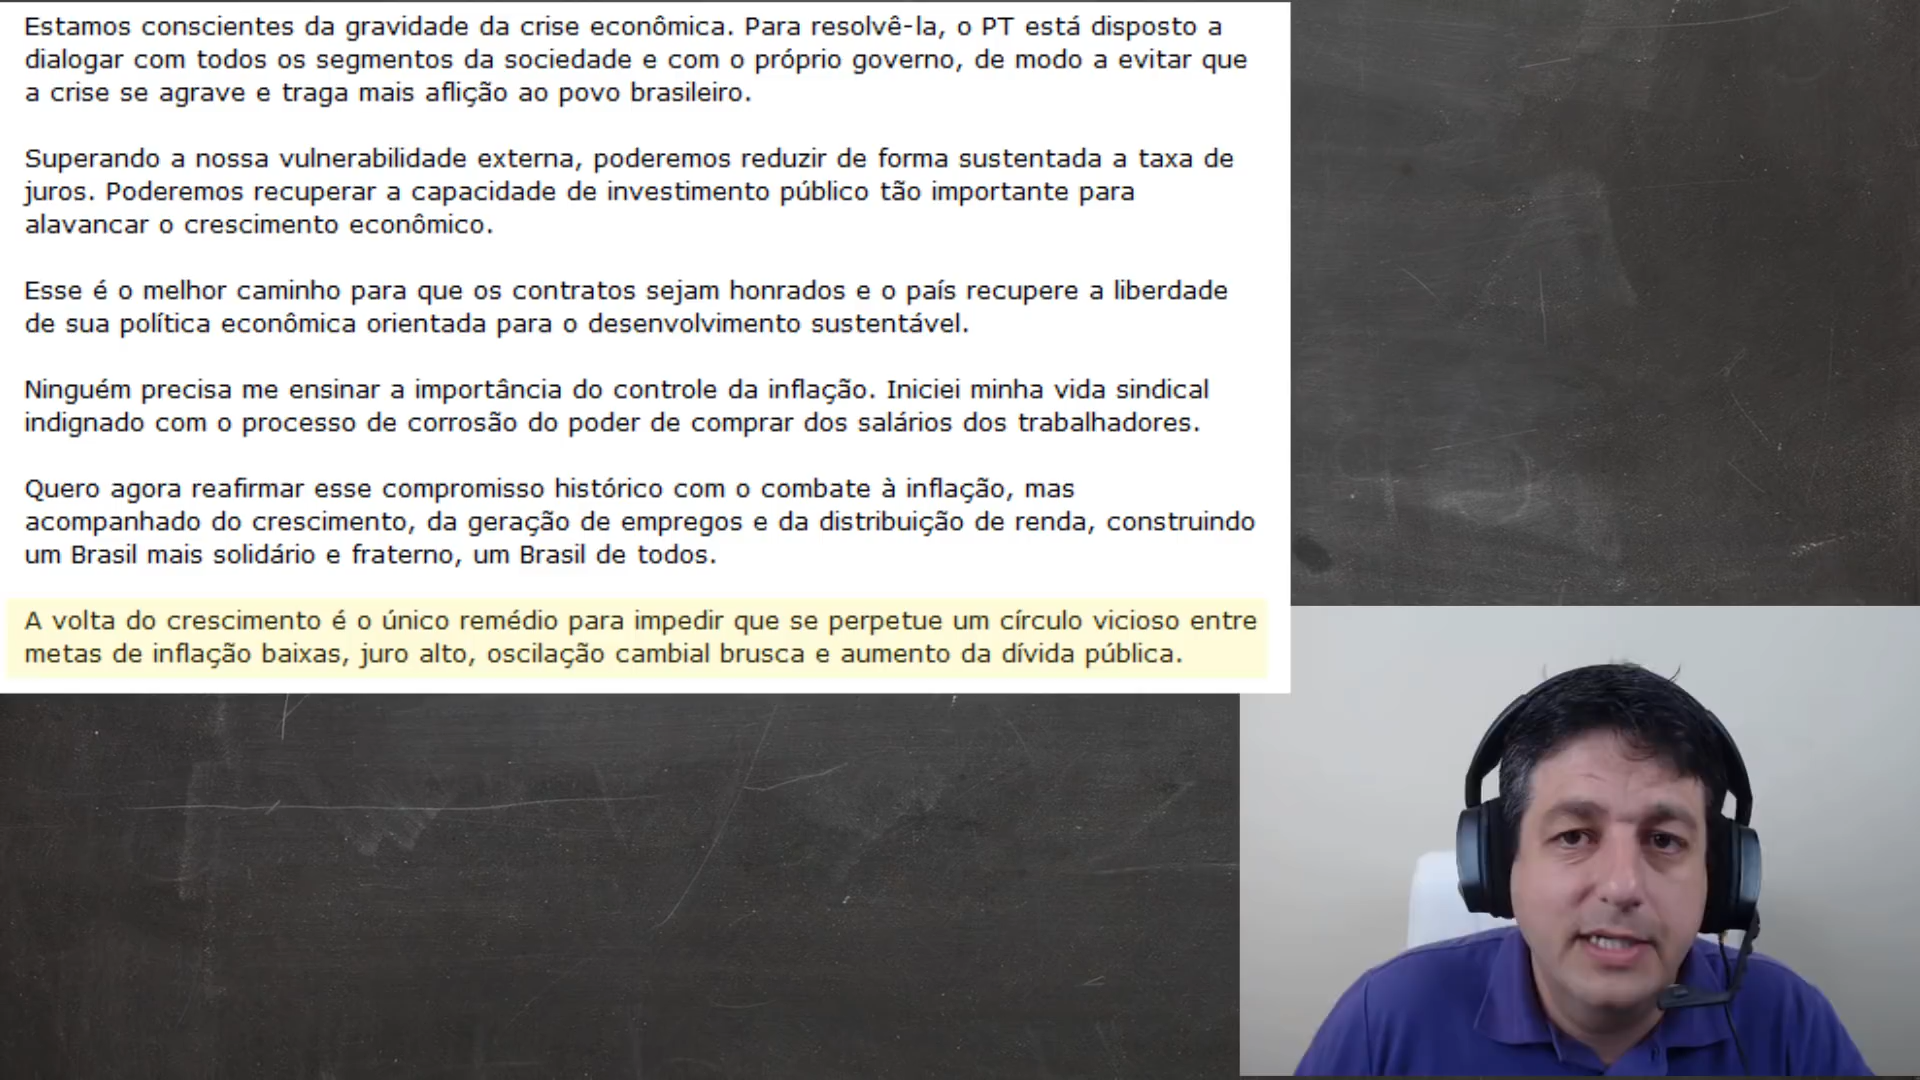 Estamos conscientes da gravidade da crise econômica. Para resolvê-la, o PT está disposto a
dialogar com todos os segmentos da sociedade e com o próprio governo, de modo a evitar que
a crise se agrave e traga mais aflição ao povo brasileiro.
Superando a nossa vulnerabilidade externa, poderemos reduzir de forma sustentada a taxa de
juros. Poderemos recuperar a capacidade de investimento público tão importante para
alavancar o crescimento econômico.
Esse é o melhor caminho para que os contratos sejam honrados e o país recupere a liberdade
de sua política econômica orientada para o desenvolvimento sustentável.
Ninguém precisa me ensinar a importância do controle da inflação. Iniciei minha vida sindical
indignado com o processo de corrosão do poder de comprar dos salários dos trabalhadores.
Quero agora reafirmar esse compromisso histórico com o combate à inflação, mas
acompanhado do crescimento, da geração de empregos e da distribuição de renda, construindo
um Brasil mais solidário e fraterno, um Brasil de todos.
A volta do crescimento é o único remédio para impedir que se perpetue um círculo vicioso entre
metas de inflação baixas, juro alto, oscilação cambial brusca e aumento da dívida pública.